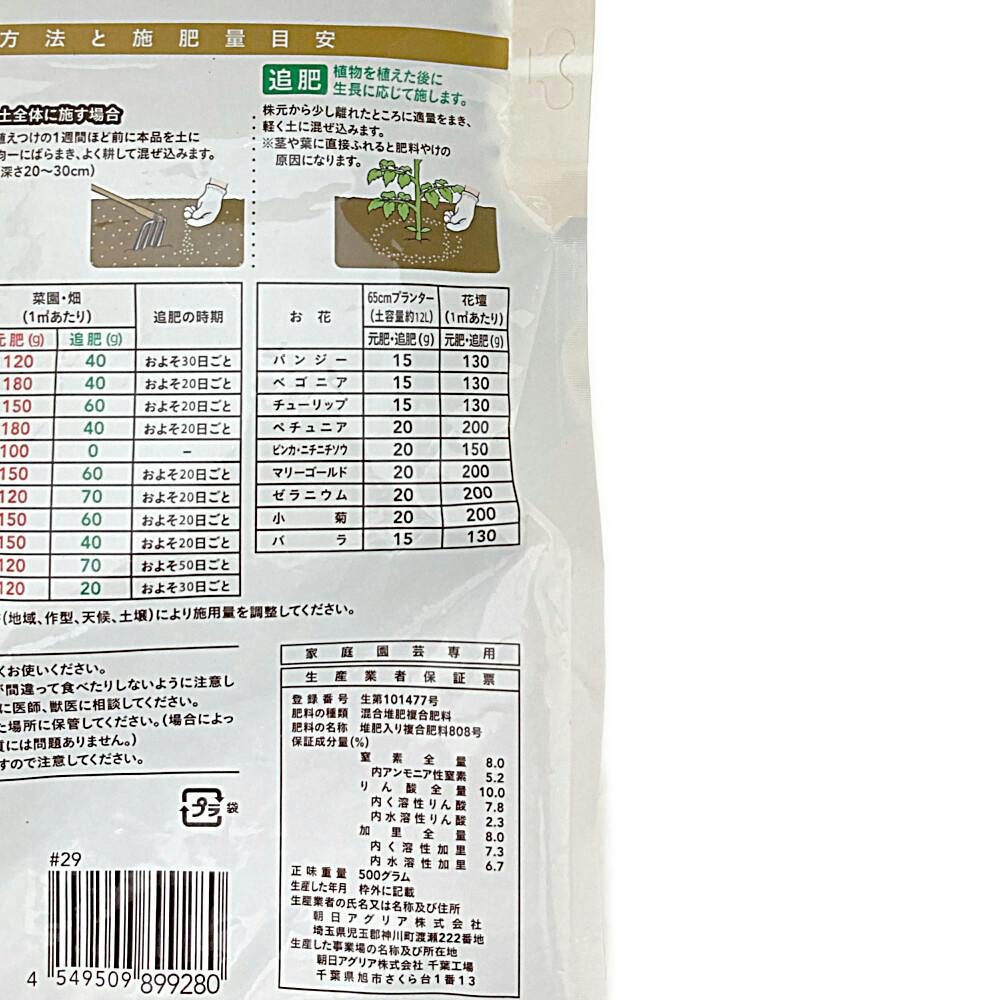 方法と施肥量目安
土全体に施す場合
植えつけの1週間ほど前に本品を土に
均一にばらまき、よく耕して混ぜ込みます。
深さ20～30cm)
追肥 植物を植えた後に
生長に応じて施します。
株元から少し離れたところに適量をまき、
軽く土に混ぜ込みます。
※茎や葉に直接ふれると肥料やけの
原因になります。
菜園・畑
(1㎡あたり) 追肥の時期
元肥(g) 追肥(g)
120 40 およそ30日ごと
180 40 およそ20日ごと
150 60 およそ20日ごと
180 40 およそ20日ごと
100 0 –
150 60 およそ20日ごと
120 70 およそ20日ごと
150 60 およそ20日ごと
150 40 およそ20日ごと
120 70 およそ50日ごと
120 20 およそ30日ごと
お花 65cmプランター
(土容量約12L) 花壇
(1㎡あたり)
元肥・追肥(g) 元肥・追肥(g)
パンジー 15 130
ベゴニア 15 130
チューリップ 15 130
ペチュニア 20 200
ビンカ・ニチニチソウ 20 150
マリーゴールド 20 200
ゼラニウム 20 200
小菊 20 200
バラ 15 130
(地域、作型、天候、土壌)により施用量を調整してください。
くお使いください。
間違って食べたりしないように注意し
に医師、獣医に相談してください。
た場所に保管してください。(場合によっ
には問題ありません。)
すので注意してください。
プラ 袋
#29
4 549509 899280
家庭園芸専用
生産業者保証票
登録番号 生第101477号
肥料の種類 混合堆肥複合肥料
肥料の名称 堆肥入り複合肥料808号
保証成分量(%)
窒素全量 8.0
内アンモニア性窒素 5.2
りん酸全量 10.0
内く溶性りん酸 7.8
内水溶性りん酸 2.3
加里全量 8.0
内く溶性加里 7.3
内水溶性加里 6.7
正味重量 500グラム
生産した年月 枠外に記載
生産業者の氏名又は名称及び住所
朝日アグリア株式会社
埼玉県児玉郡神川町渡瀬222番地
生産した事業場の名称及び所在地
朝日アグリア株式会社 千葉工場
千葉県旭市さくら台1番13